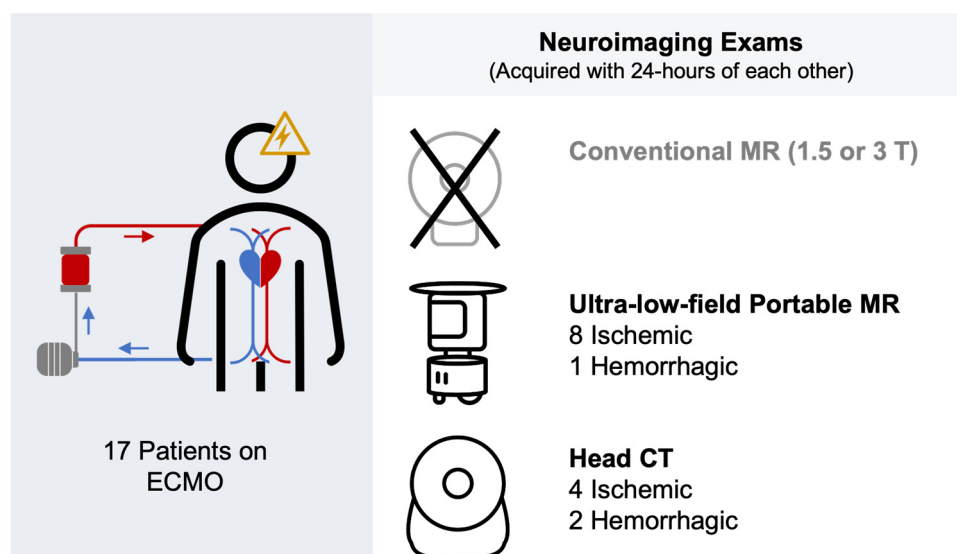 Neuroimaging Exams
(Acquired with 24-hours of each other)
Conventional MR (1.5 or 3 T)
Ultra-low-field Portable MR
8 Ischemic
1 Hemorrhagic
17 Patients on
ECMO
Head CT
4 Ischemic
2 Hemorrhagic